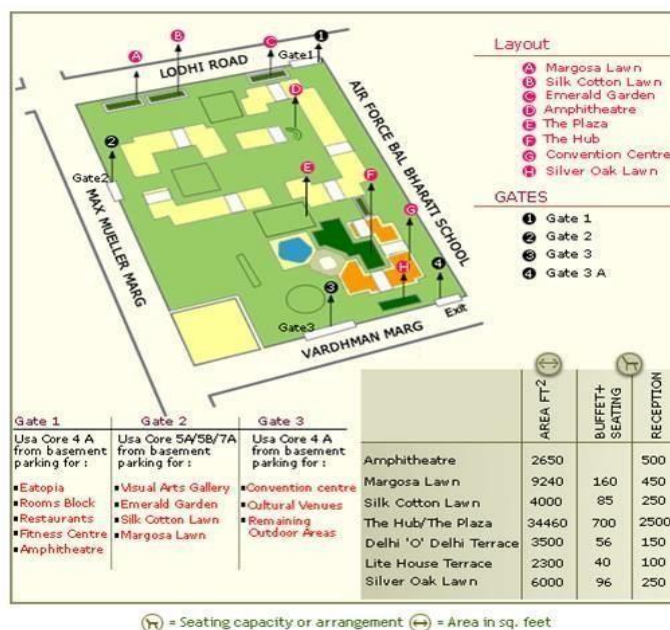 1
B
C
A
LODHI ROAD
Gate1
D
AIR FORCE BAL BHARATI SCHOOL
2
Gate2
E
F
G
MAX MUELLER MARG
H
4
3
Gate3
Exit
VARDHMAN MARG
Layout
A Margosa Lawn
B Silk Cotton Lawn
C Emerald Garden
D Amphitheatre
E The Plaza
F The Hub
G Convention Centre
H Silver Oak Lawn
GATES
1 Gate 1
2 Gate 2
3 Gate 3
4 Gate 3 A
Gate 1
Usa Core 4 A
from basement
parking for :
Eatopia
Rooms Block
Restaurants
Fitness Centre
Amphitheatre
Gate 2
Usa Core 5A/5B/7A
from basement
parking for :
Visual Arts Gallery
Emerald Garden
Silk Cotton Lawn
Margosa Lawn
Gate 3
Usa Core 4 A
from basement
parking for :
Convention centre
Cultural Venues
Remaining
Outdoor Areas
AREA FT2
BUFFET+
SEATING
RECEPTION
Amphitheatre 2650 500
Margosa Lawn 9240 160 450
Silk Cotton Lawn 4000 85 250
The Hub/The Plaza 34460 700 2500
Delhi 'O' Delhi Terrace 3500 56 150
Lite House Terrace 2300 40 100
Silver Oak Lawn 6000 96 250
= Seating capacity or arrangement = Area in sq. feet